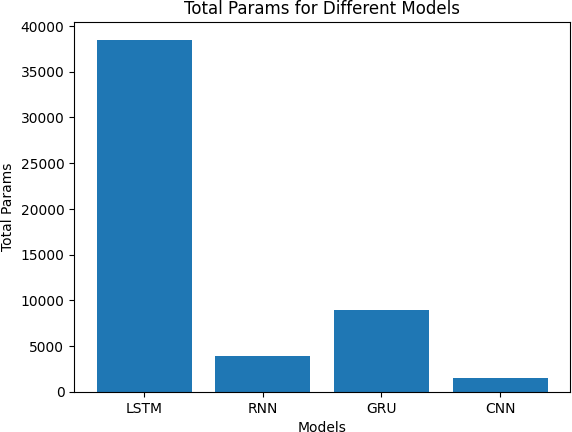 Total Params for Different Models
40000
35000
30000
25000
20000
15000
10000
5000
0
Total Params
LSTM RNN GRU CNN
Models